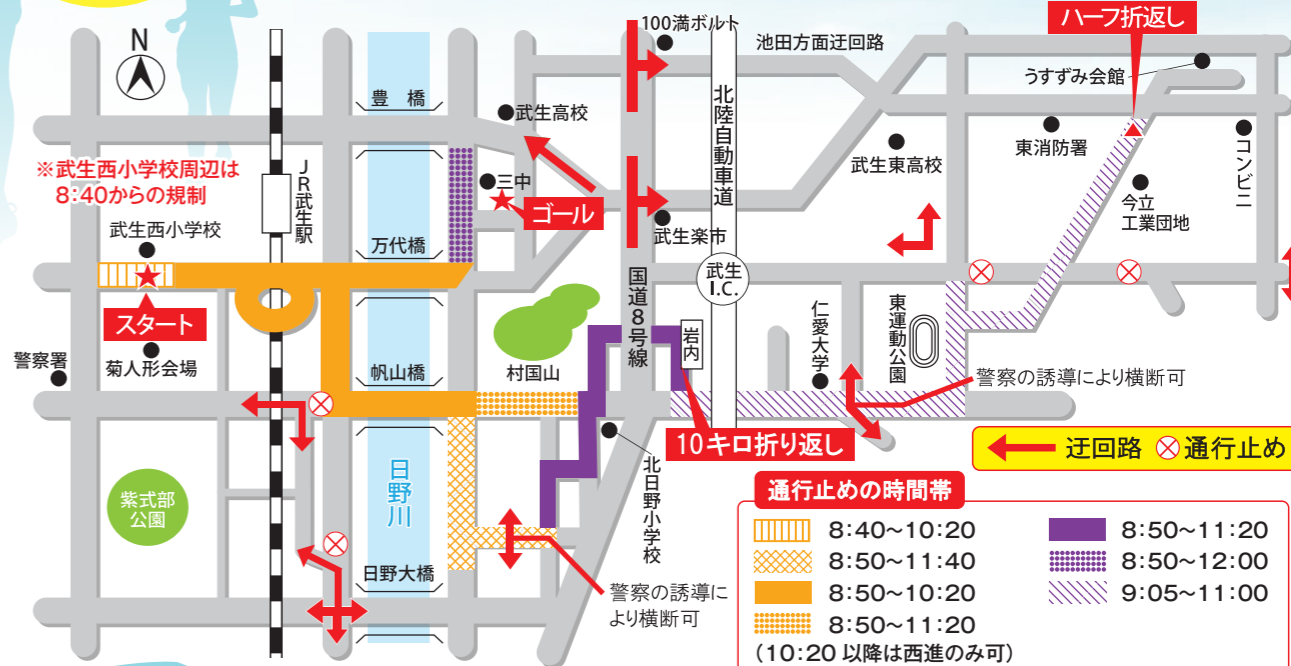 ハーフ折返し
N
100満ボルト
池田方面迂回路
うすずみ会館
豊橋
武生高校
北陸自動車道
武生東高校
東消防署
コンビニ
※武生西小学校周辺は
8:40からの規制
JR武生駅
三中
ゴール
今立
工業団地
武生西小学校
万代橋
武生楽市
武生
I.C.
国道8号線
スタート
仁愛大学
東運動公園
岩内
警察署
菊人形会場
帆山橋
村国山
警察の誘導により横断可
10キロ折り返し
迂回路
通行止め
日野川
北日野小学校
紫式部
公園
日野大橋
警察の誘導に
より横断可
通行止めの時間帯
8:40~10:20
8:50~11:40
8:50~10:20
8:50~11:20
(10:20以降は西進のみ可)
8:50~11:20
8:50~12:00
9:05~11:00